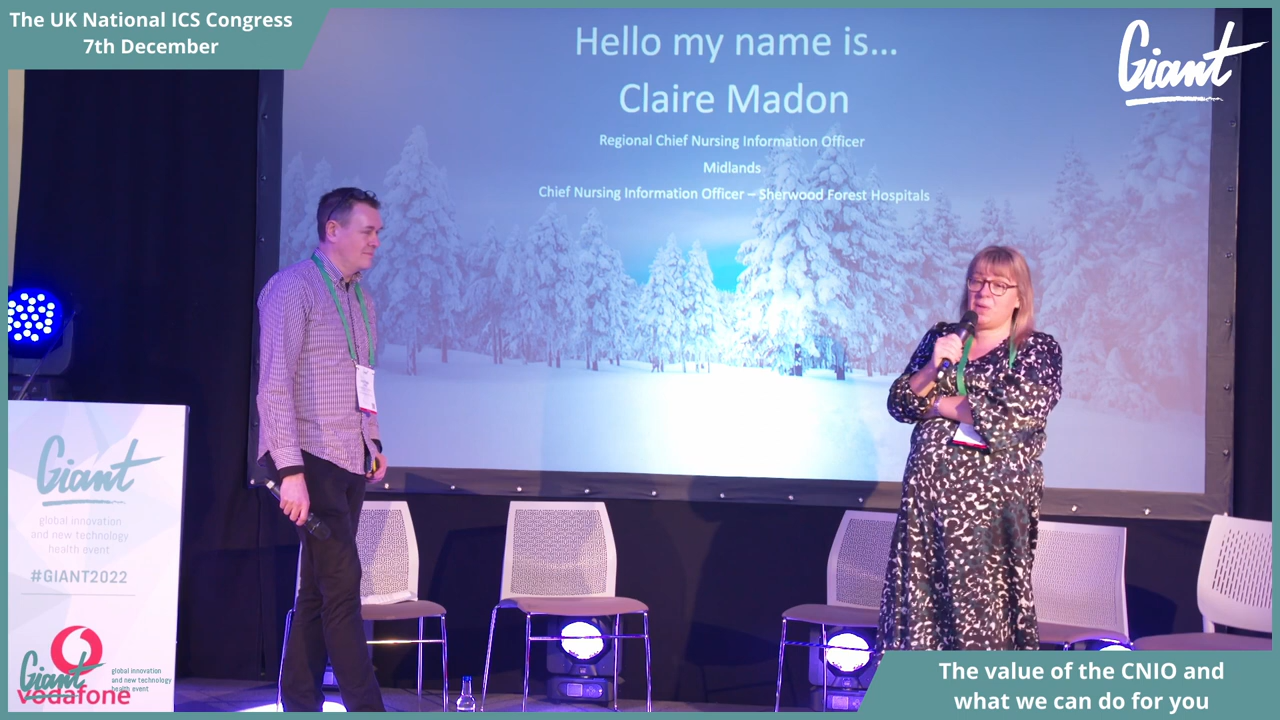 The UK National ICS Congress
7th December
Giant
Hello my name is...
Claire Madon
Regional Chief Nursing Information Officer
Midlands
Chief Nursing Information Officer – Sherwood Forest Hospitals
Giant
global innovation
and new technology
health event
#GIANT2022
Giant
global innovation
and new technology
health event
vodafone
The value of the CNIO and
what we can do for you